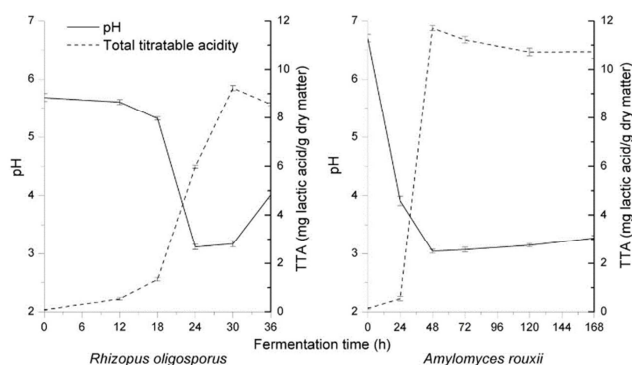 pH
Total titratable acidity
7
6
5
4
3
2
pH
12
10
8
6
4
2
0
TTA (mg lactic acid/g dry matter)
0 6 12 18 24 30 36
Rhizopus oligosporus
7
6
5
4
3
2
pH
12
10
8
6
4
2
0
TTA (mg lactic acid/g dry matter)
0 24 48 72 96 120 144 168
Fermentation time (h)
Amylomyces rouxii